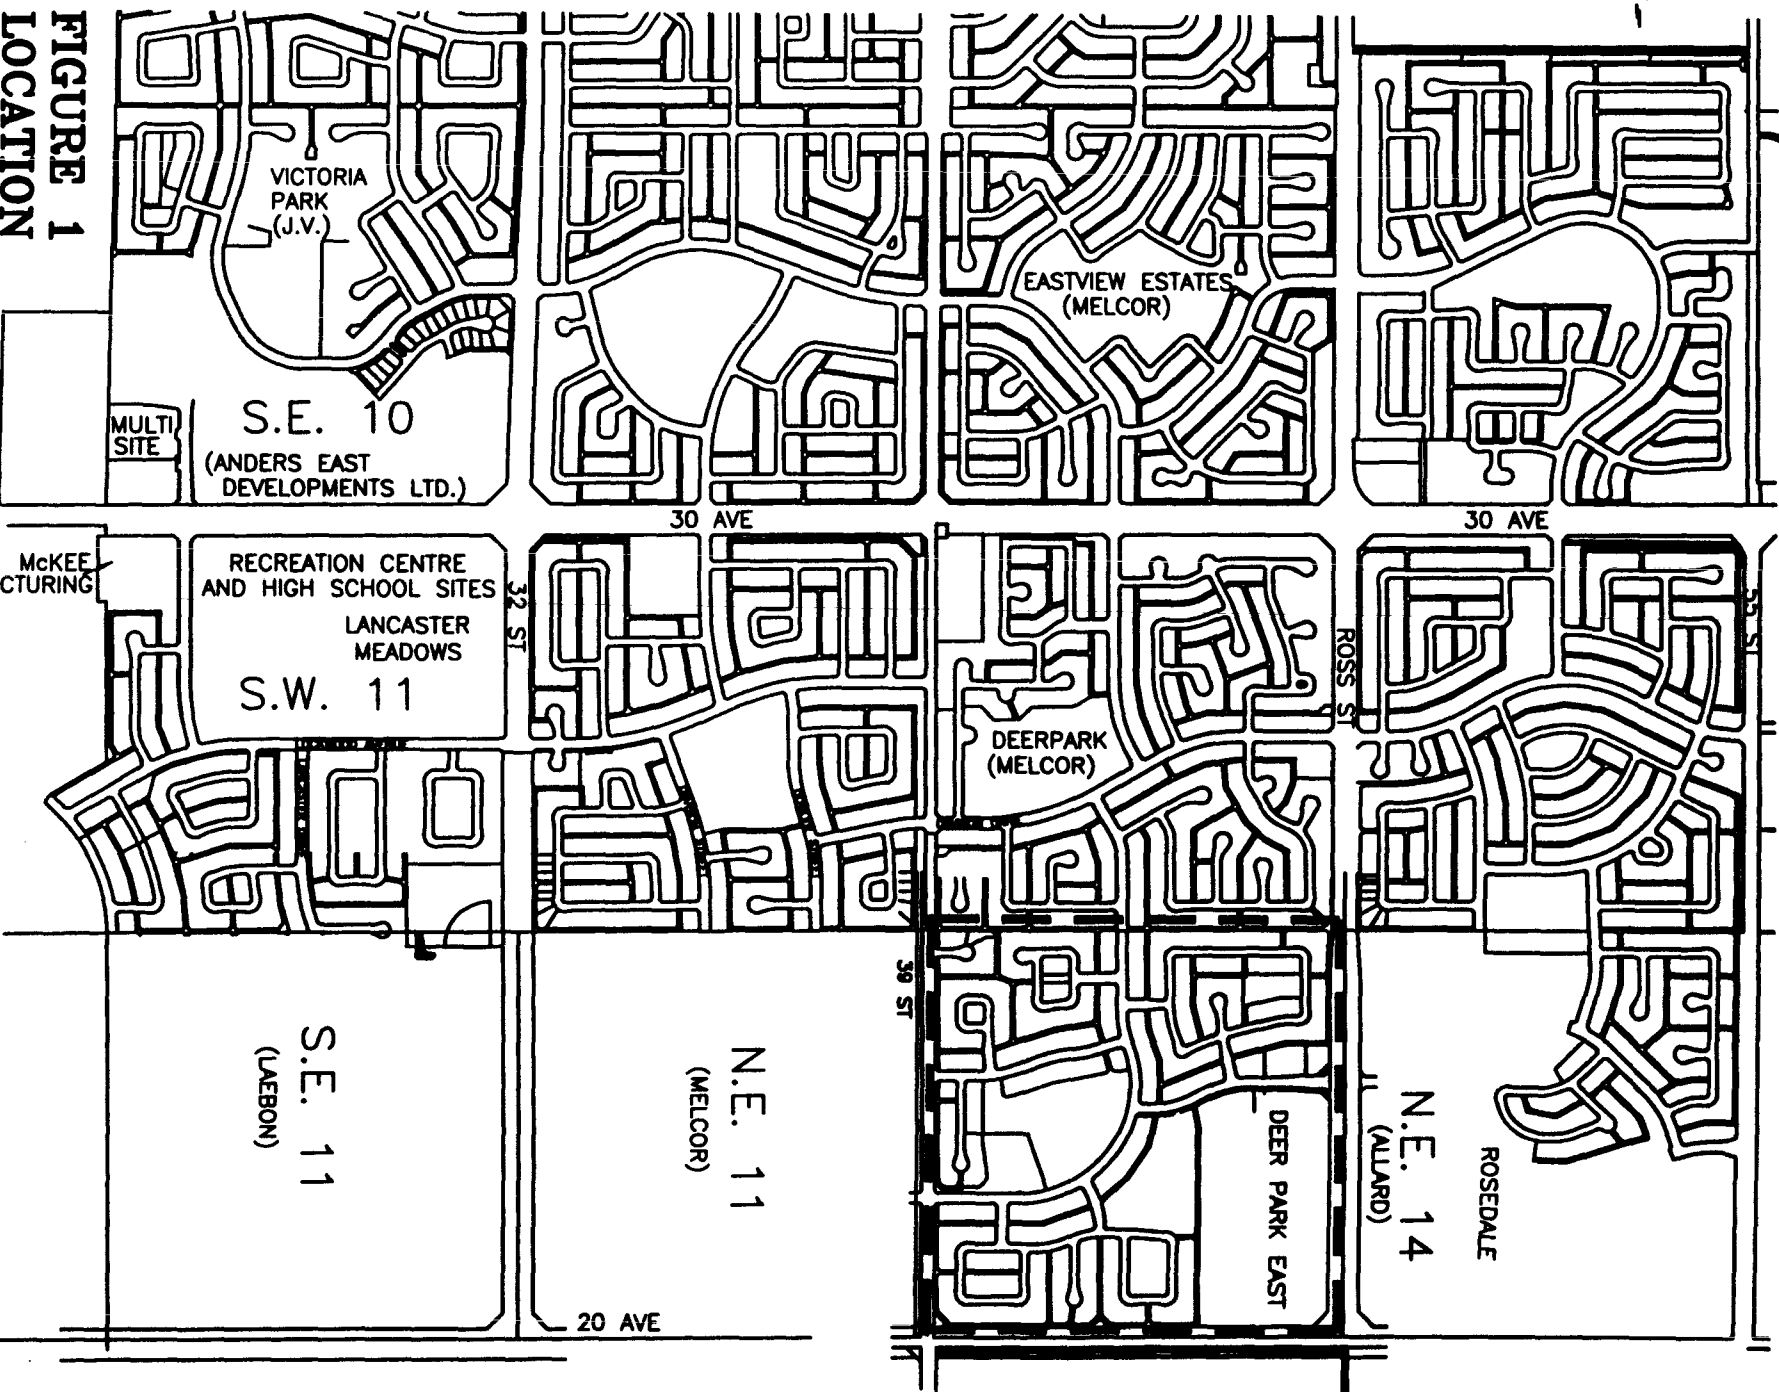 FIGURE 1
LOCATION
VICTORIA
PARK
(J.V.)
EASTVIEW ESTATES
(MELCOR)
MULTI
SITE
S.E. 10
(ANDERS EAST
DEVELOPMENTS LTD.)
30 AVE
30 AVE
McKEE
CTURING
RECREATION CENTRE
AND HIGH SCHOOL SITES
LANCASTER
MEADOWS
S.W. 11
32 ST
DEERPARK
(MELCOR)
ROSS ST
55 ST
39 ST
S.E. 11
(LAEBON)
N.E. 11
(MELCOR)
DEER PARK EAST
N.E. 14
(ALLARD)
ROSEDALE
20 AVE